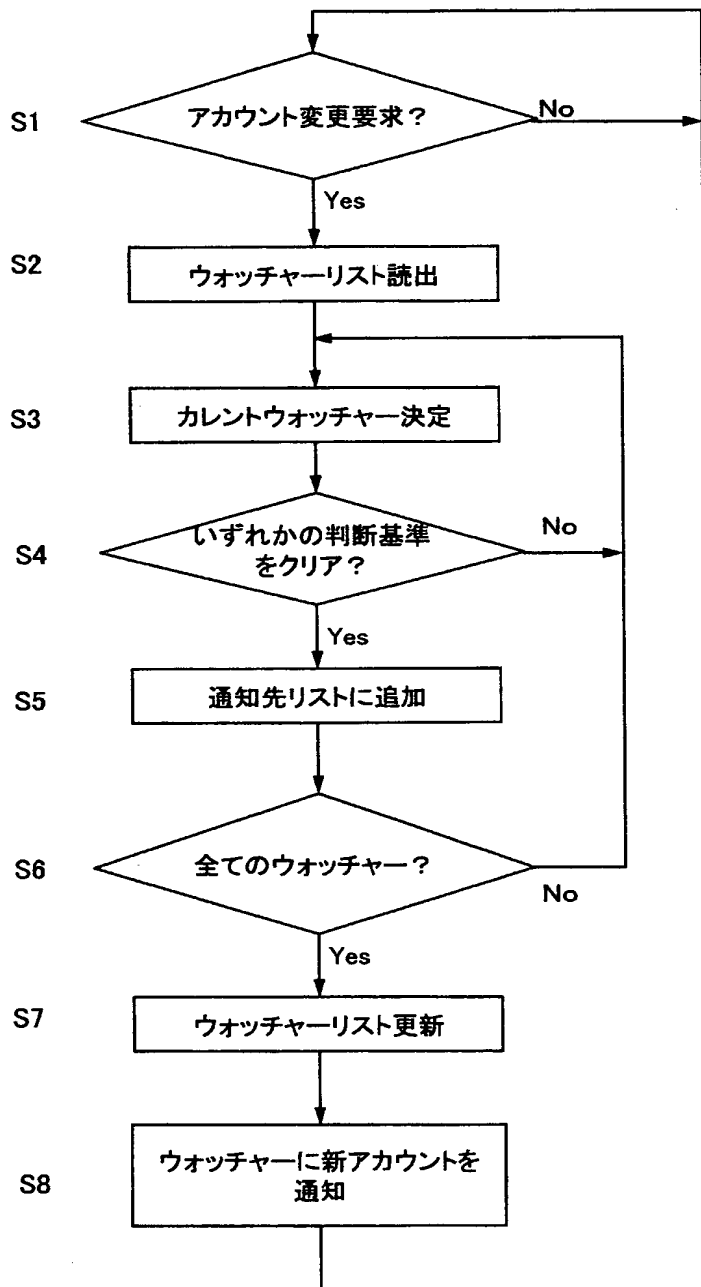 S1
アカウント変更要求？
No
Yes
S2
ウォッチャーリスト読出
S3
カレントウォッチャー決定
S4
いずれかの判断基準
をクリア？
No
Yes
S5
通知先リストに追加
S6
全てのウォッチャー？
No
Yes
S7
ウォッチャーリスト更新
S8
ウォッチャーに新アカウントを
通知